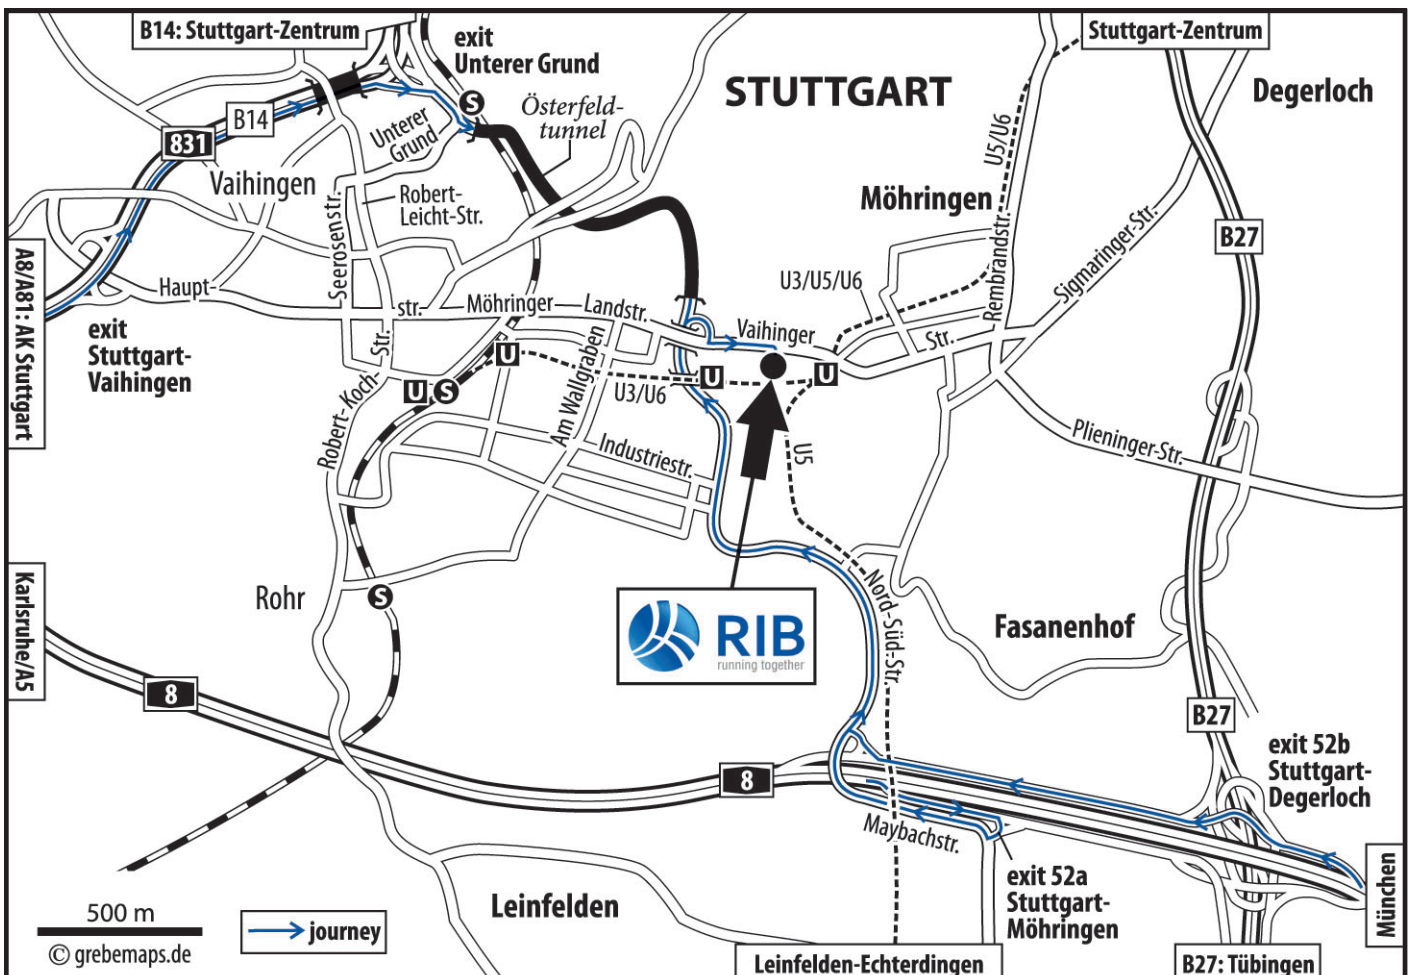 B14: Stuttgart-Zentrum
exit
Unterer Grund
STUTTGART
Stuttgart-Zentrum
Degerloch
S
Österfeld-
tunnel
B14
831
Unterer
Grund
U5/U6
Vaihingen
Robert-
Leicht-Str.
Seerosenstr.
Möhringen
Rembrandstr.
Sigmaringer-Str.
B27
A8/A81: AK Stuttgart
Haupt-
str.
Möhringer
Landstr.
Vaihinger
Str.
U3/U5/U6
exit
Stuttgart-
Vaihingen
Str.
Robert-Koch-
U
U
S
U
U
U3/U6
Am Wallgraben
Industriestr.
U5
Plieninger-Str.
Karlsruhe/A5
Rohr
S
RIB
running together
Nord-Süd-Str.
Fasanenhof
8
8
B27
exit 52b
Stuttgart-
Degerloch
Maybachstr.
exit 52a
Stuttgart-
Möhringen
München
Leinfelden
500 m
© grebemaps.de
journey
Leinfelden-Echterdingen
B27: Tübingen